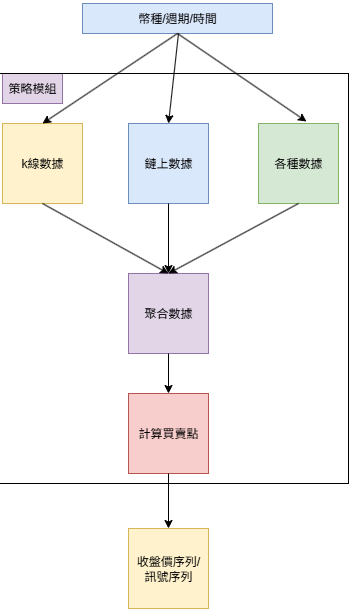 幣種/週期/時間
策略模組
k線數據
鏈上數據
各種數據
聚合數據
計算買賣點
收盤價序列/
訊號序列